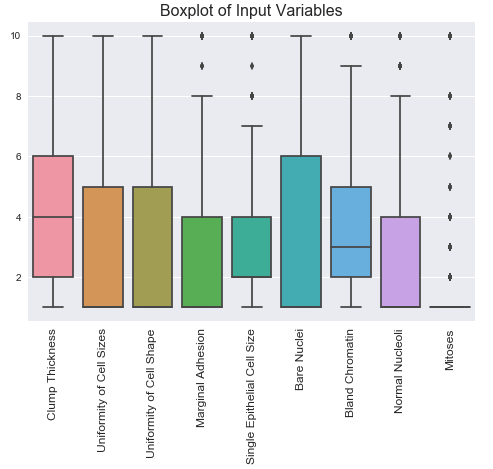 Boxplot of Input Variables
10
8
6
4
2
Clump Thickness
Uniformity of Cell Sizes
Uniformity of Cell Shape
Marginal Adhesion
Single Epithelial Cell Size
Bare Nuclei
Bland Chromatin
Normal Nucleoli
Mitoses